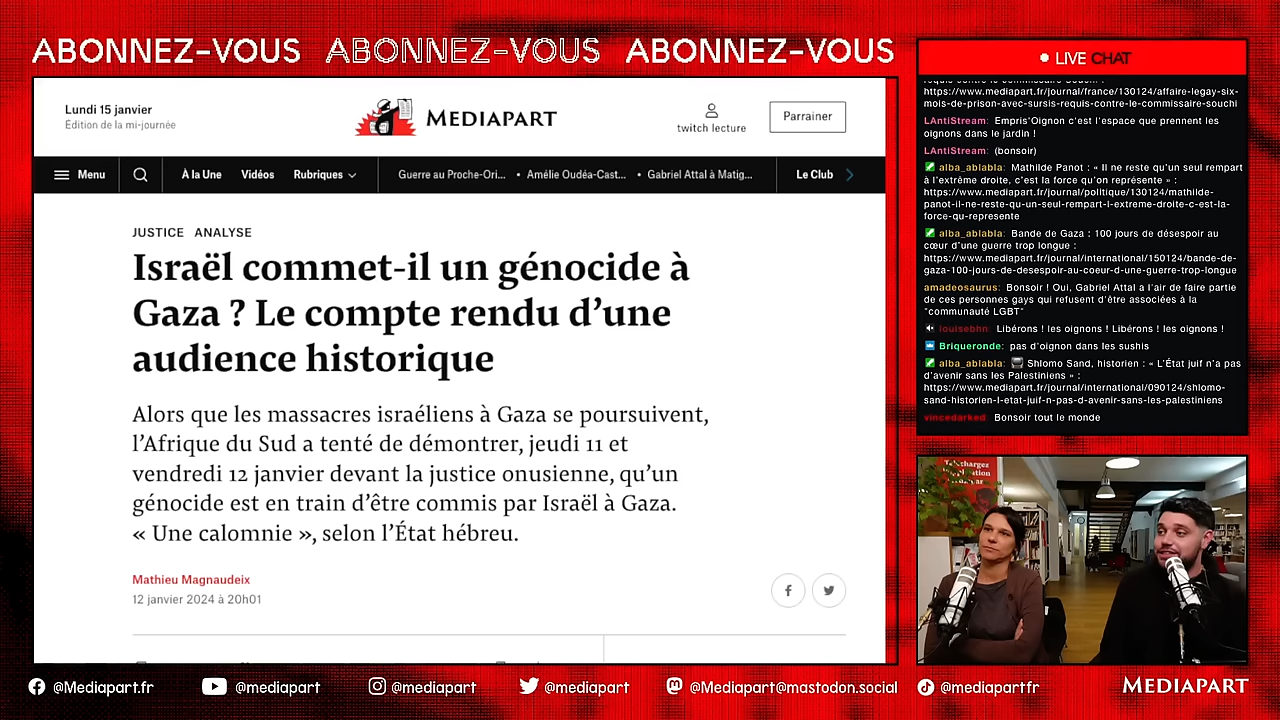 ABONNEZ-VOUS ABONNEZ-VOUS ABONNEZ-VOUS
Lundi 15 janvier
Édition de la mi-journée
MEDIAPART
twitch lecture
Parrainer
Menu
À la Une
Vidéos
Rubriques
Guerre au Proche-Ori...
• Amélie Oudéa-Cast...
• Gabriel Attal à Matig...
Le Club
JUSTICE ANALYSE
Israël commet-il un génocide à
Gaza ? Le compte rendu d’une
audience historique
Alors que les massacres israéliens à Gaza se poursuivent,
l’Afrique du Sud a tenté de démontrer, jeudi 11 et
vendredi 12 janvier devant la justice onusienne, qu’un
génocide est en train d’être commis par Israël à Gaza.
« Une calomnie », selon l’État hébreu.
Mathieu Magnaudeix
12 janvier 2024 à 20h01
LIVE CHAT
https://www.mediapart.fr/journal/france/130124/affaire-legay-six-
mois-de-prison-avec-sursis-requis-contre-le-commissaire-souchi
LAntiStream: Empris'Oignon c'est l'espace que prennent les
oignons dans le jardin !
LAntiStream: (bonsoir)
alba_ablabla: Mathilde Panot : « Il ne reste qu'un seul rempart
à l'extrême droite, c'est la force qu'on représente » :
https://www.mediapart.fr/journal/politique/130124/mathilde-
panot-il-ne-reste-qu-un-seul-rempart-l-extreme-droite-c-est-la-
force-qu-represente
alba_ablabla: Bande de Gaza : 100 jours de désespoir au
cœur d'une guerre trop longue :
https://www.mediapart.fr/journal/international/150124/bande-de-
gaza-100-jours-de-desespoir-au-coeur-d-une-guerre-trop-longue
amadeosaurus: Bonsoir ! Oui, Gabriel Attal a l'air de faire partie
de ces personnes gays qui refusent d'être associées à la
"communauté LGBT"
louisebhn: Libérons ! les oignons ! Libérons ! les oignons !
Briqueronde: pas d'oignon dans les sushis
alba_ablabla: Shlomo Sand, historien : « L'État juif n'a pas
d'avenir sans les Palestiniens » :
https://www.mediapart.fr/journal/international/090124/shlomo-
sand-historien-l-etat-juif-n-pas-d-avenir-sans-les-palestiniens
vincedarked Bonsoir tout le monde
@Mediapart.fr
@mediapart
@mediapart
@mediapart
@Mediapart@mastodon.social
@mediapartfr
MEDIAPART